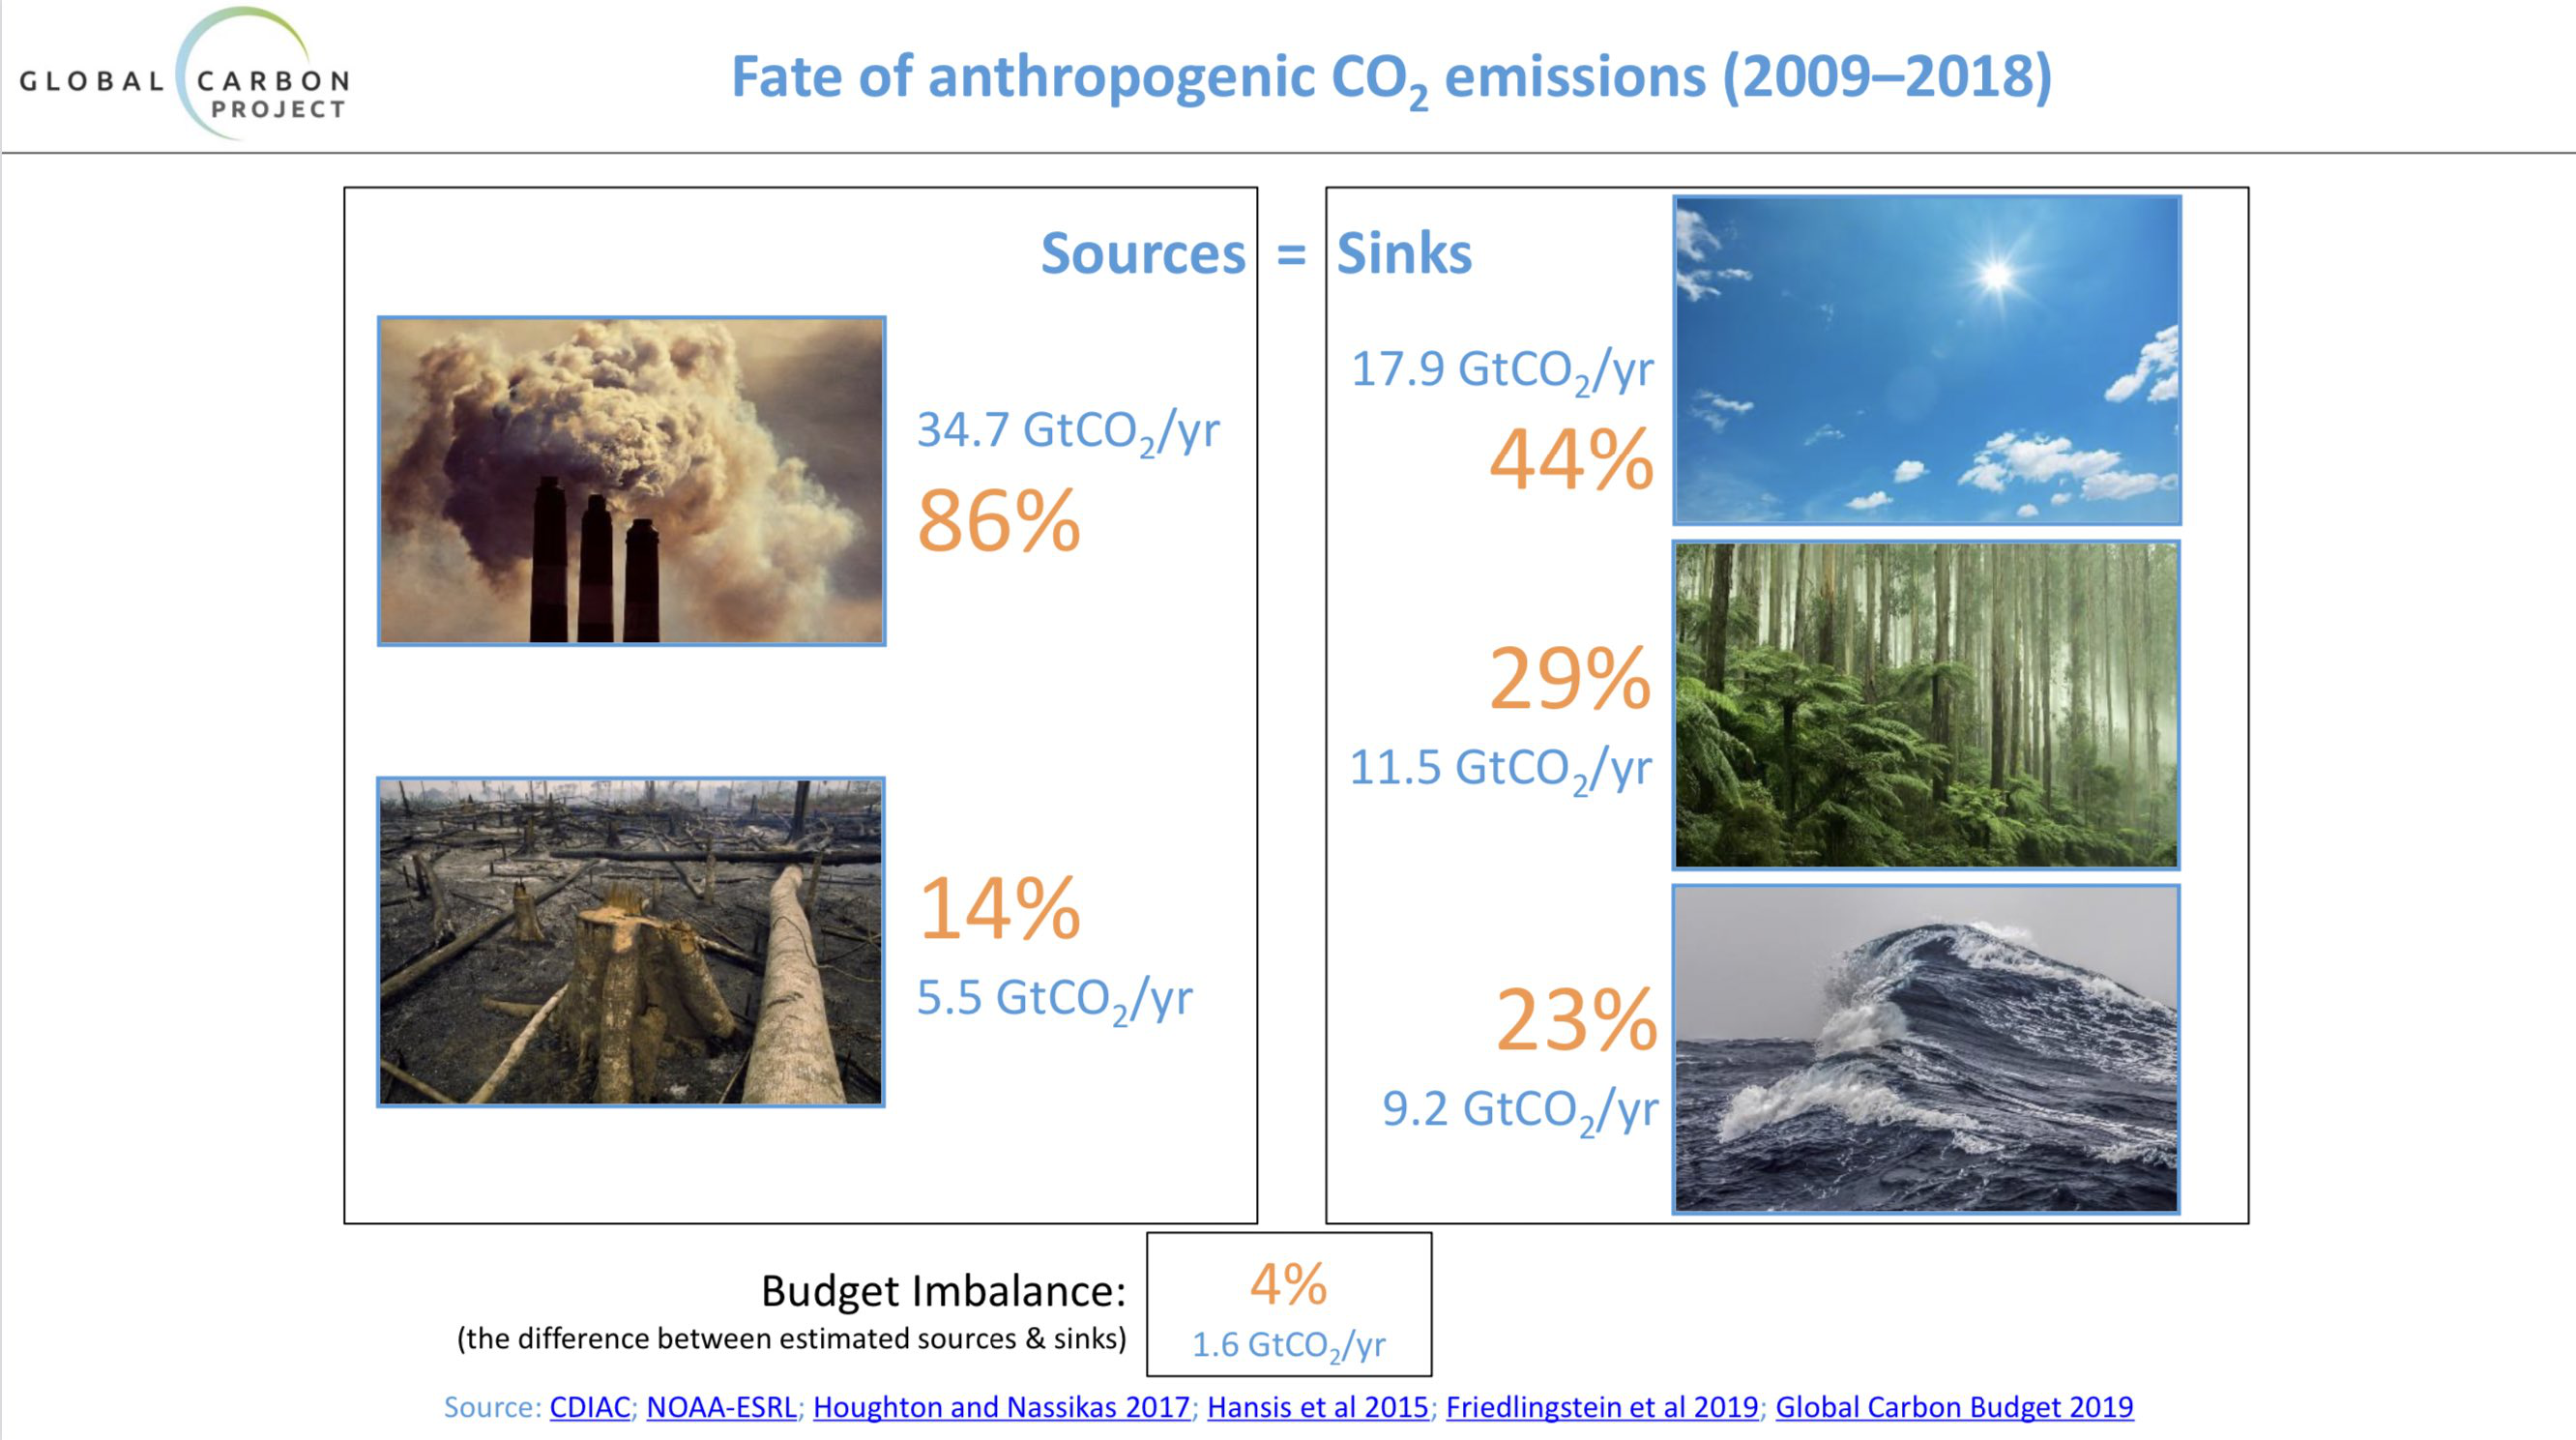 GLOBAL CARBON
PROJECT
Fate of anthropogenic CO₂ emissions (2009–2018)
Sources = Sinks
34.7 GtCO₂/yr
86%
14%
5.5 GtCO₂/yr
17.9 GtCO₂/yr
44%
29%
11.5 GtCO₂/yr
23%
9.2 GtCO₂/yr
Budget Imbalance:
(the difference between estimated sources & sinks)
4%
1.6 GtCO₂/yr
Source: CDIAC; NOAA-ESRL; Houghton and Nassikas 2017; Hansis et al 2015; Friedlingstein et al 2019; Global Carbon Budget 2019